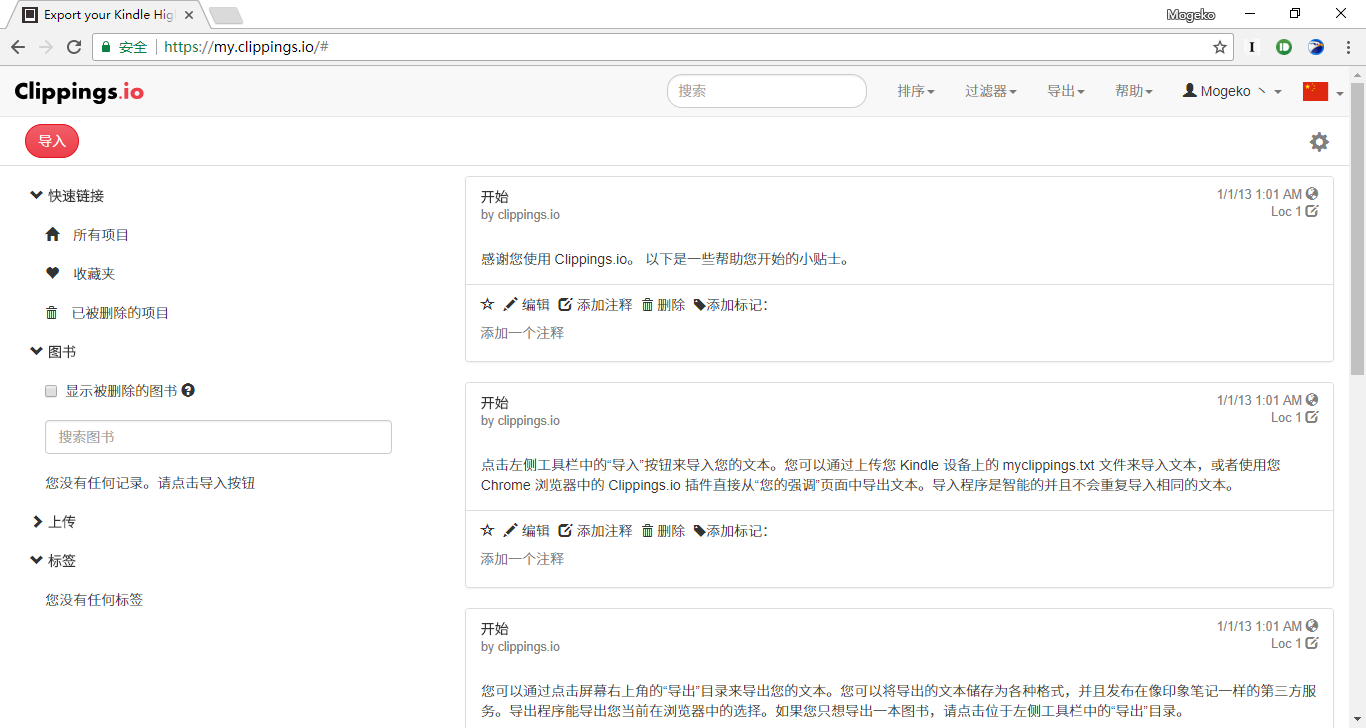 Export your Kindle Hig
Mogeko
安全 https://my.clippings.io/#
Clippings.io
搜索
排序
过滤器
导出
帮助
Mogeko 丶
导入
快速链接
所有项目
收藏夹
已被删除的项目
图书
显示被删除的图书
搜索图书
您没有任何记录。请点击导入按钮
上传
标签
您没有任何标签
开始
1/1/13 1:01 AM
by clippings.io
Loc 1
感谢您使用 Clippings.io。 以下是一些帮助您开始的小贴士。
编辑 添加注释 删除 添加标记:
添加一个注释
开始
1/1/13 1:01 AM
by clippings.io
Loc 1
点击左侧工具栏中的“导入”按钮来导入您的文本。您可以通过上传您 Kindle 设备上的 myclippings.txt 文件来导入文本，或者使用您
Chrome 浏览器中的 Clippings.io 插件直接从“您的强调”页面中导出文本。导入程序是智能的并且不会重复导入相同的文本。
编辑 添加注释 删除 添加标记:
添加一个注释
开始
1/1/13 1:01 AM
by clippings.io
Loc 1
您可以通过点击屏幕右上角的“导出”目录来导出您的文本。您可以将导出的文本储存为各种格式，并且发布在像印象笔记一样的第三方服
务。导出程序能导出您当前在浏览器中的选择。如果您只想导出一本图书，请点击位于左侧工具栏中的“导出”目录。